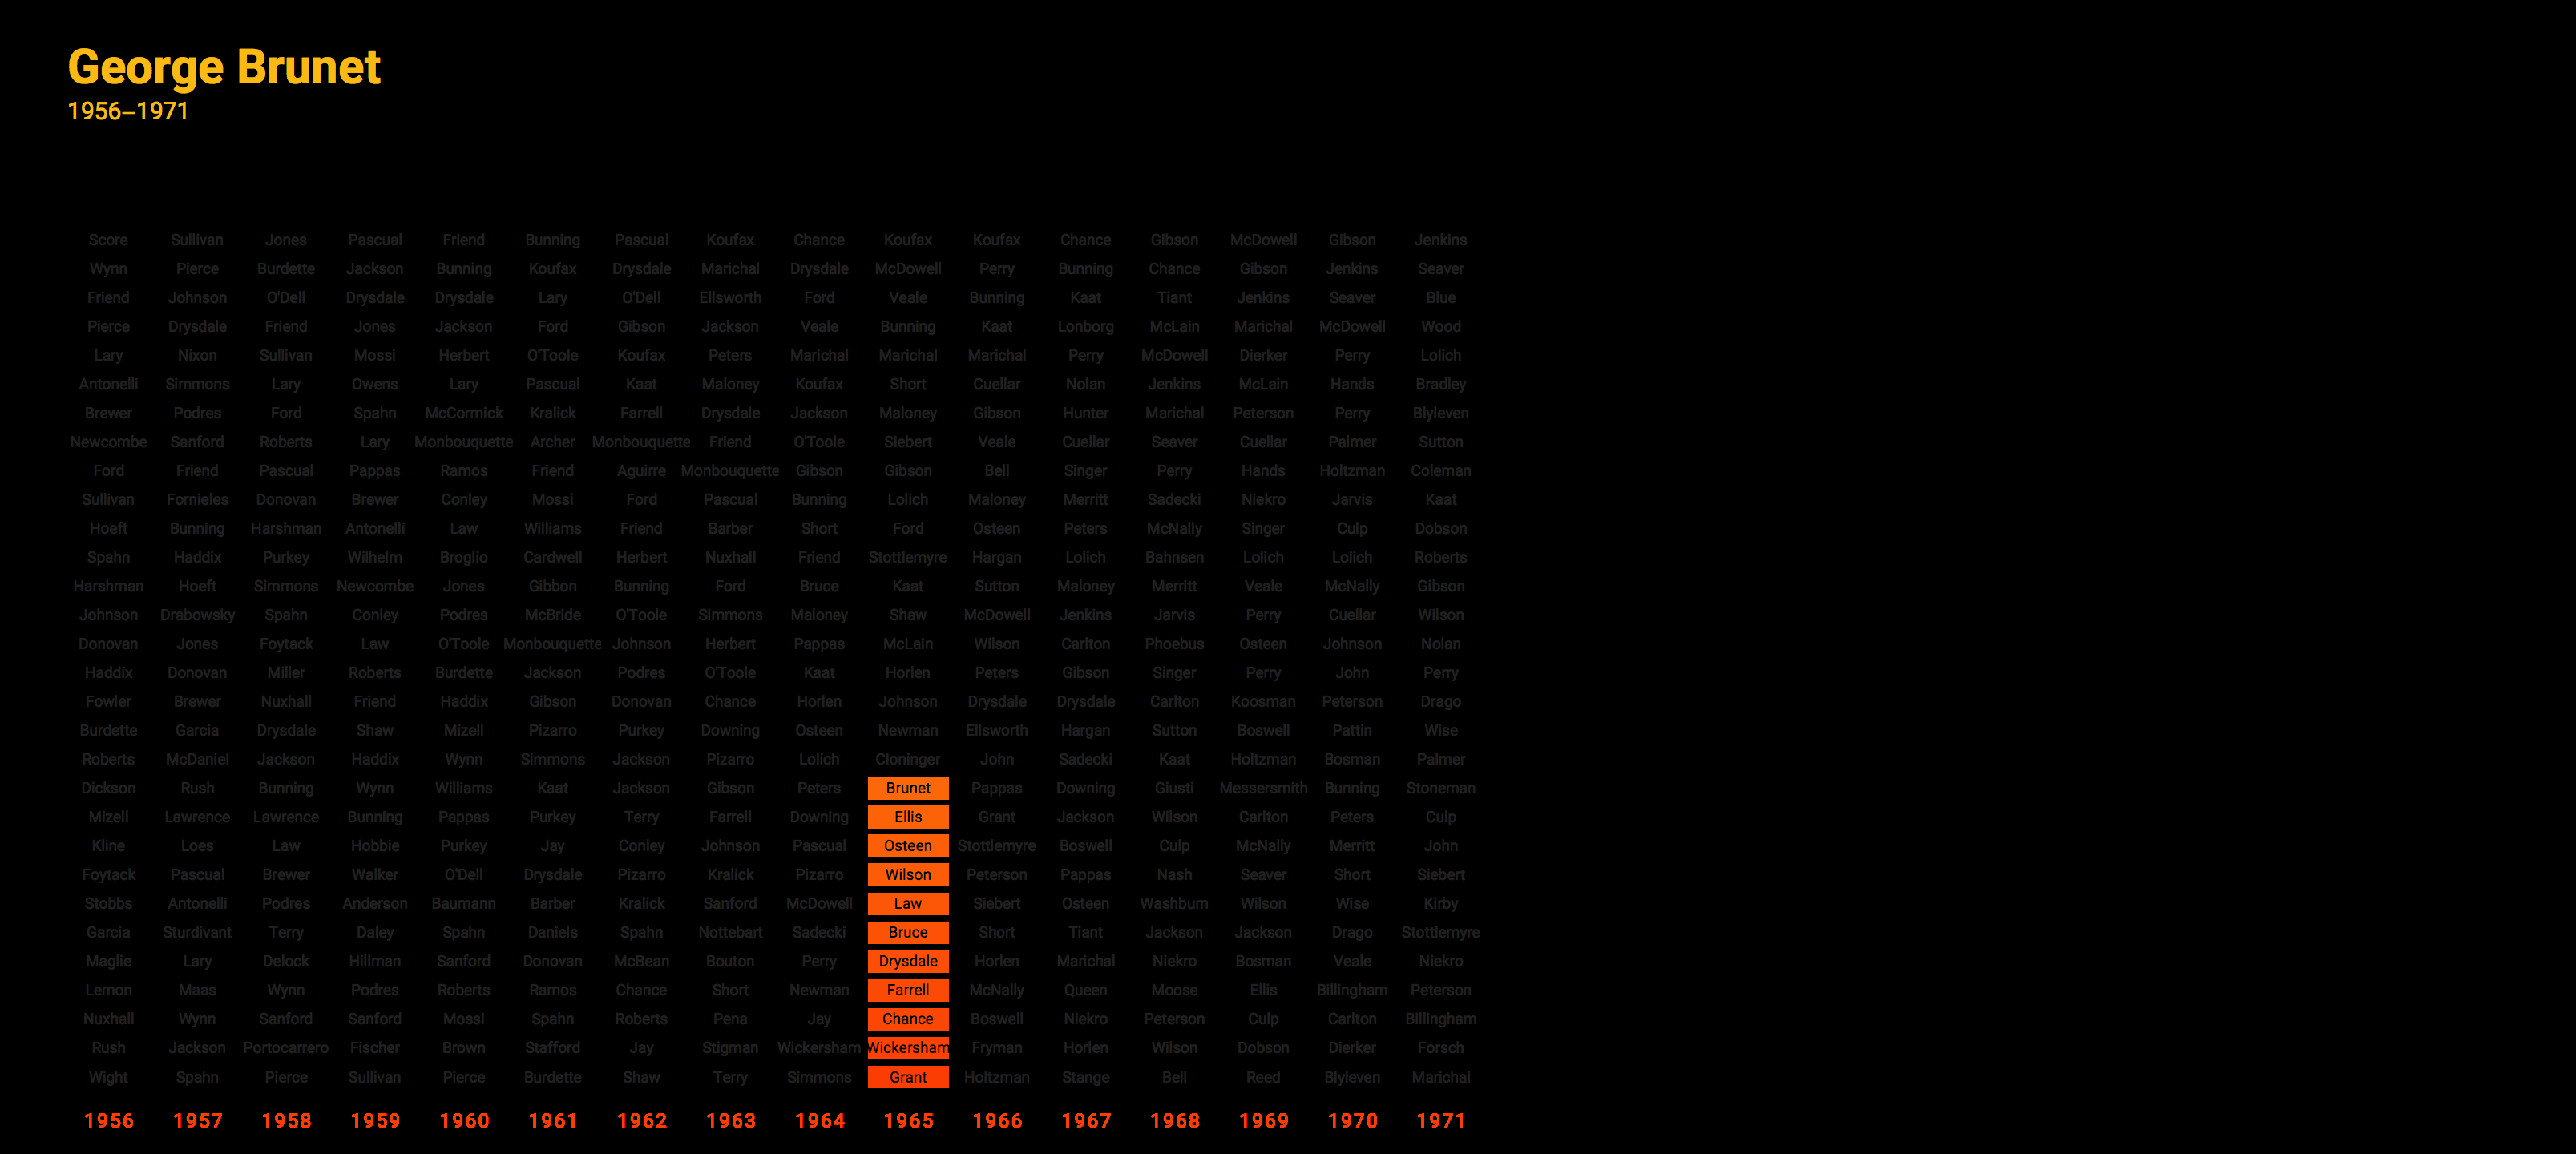 George Brunet
1956–1971
Score Sullivan Jones Pascual Friend Bunning Pascual Koufax Chance Koufax Koufax Chance Gibson McDowell Gibson Jenkins
Wynn Pierce Burdette Jackson Bunning Koufax Drysdale Marichal Drysdale McDowell Perry Bunning Chance Gibson Jenkins Seaver
Friend Johnson O'Dell Drysdale Drysdale Lary O'Dell Ellsworth Ford Veale Bunning Kaat Tiant Jenkins Seaver Blue
Pierce Drysdale Friend Jones Jackson Ford Gibson Jackson Veale Bunning Kaat Lonborg McLain Marichal McDowell Wood
Lary Nixon Sullivan Mossi Herbert O'Toole Koufax Peters Marichal Marichal Marichal Perry McDowell Dierker Perry Lolich
Antonelli Simmons Lary Owens Lary Pascual Kaat Maloney Koufax Short Cuellar Nolan Jenkins McLain Hands Bradley
Brewer Podres Ford Spahn McCormick Kralick Farrell Drysdale Jackson Maloney Gibson Hunter Marichal Peterson Perry Blyleven
Newcombe Sanford Roberts Lary Monbouquette Archer Monbouquette Friend O'Toole Siebert Veale Cuellar Seaver Cuellar Palmer Sutton
Ford Friend Pascual Pappas Ramos Friend Aguirre Monbouquette Gibson Gibson Bell Singer Perry Hands Holtzman Coleman
Sullivan Fornieles Donovan Brewer Conley Mossi Ford Pascual Bunning Lolich Maloney Merritt Sadecki Niekro Jarvis Kaat
Hoeft Bunning Harshman Antonelli Law Williams Friend Barber Short Ford Osteen Peters McNally Singer Culp Dobson
Spahn Haddix Purkey Wilhelm Broglio Cardwell Herbert Nuxhall Friend Stottlemyre Hargan Lolich Bahnsen Lolich Lolich Roberts
Harshman Hoeft Simmons Newcombe Jones Gibbon Bunning Ford Bruce Kaat Sutton Maloney Merritt Veale McNally Gibson
Johnson Drabowsky Spahn Conley Podres McBride O'Toole Simmons Maloney Shaw McDowell Jenkins Jarvis Perry Cuellar Wilson
Donovan Jones Foytack Law O'Toole Monbouquette Johnson Herbert Pappas McLain Wilson Carlton Phoebus Osteen Johnson Nolan
Haddix Donovan Miller Roberts Burdette Jackson Podres O'Toole Kaat Horlen Peters Gibson Singer Perry John Perry
Fowler Brewer Nuxhall Friend Haddix Gibson Donovan Chance Horlen Johnson Drysdale Drysdale Carlton Koosman Peterson Drago
Burdette Garcia Drysdale Shaw Mizell Pizarro Purkey Downing Osteen Newman Ellsworth Hargan Sutton Boswell Pattin Wise
Roberts McDaniel Jackson Haddix Wynn Simmons Jackson Pizarro Lolich Cloninger John Sadecki Kaat Holtzman Bosman Palmer
Dickson Rush Bunning Wynn Williams Kaat Jackson Gibson Peters Brunet Pappas Downing Giusti Messersmith Bunning Stoneman
Mizell Lawrence Lawrence Bunning Pappas Purkey Terry Farrell Downing Ellis Grant Jackson Wilson Carlton Peters Culp
Kline Loes Law Hobbie Purkey Jay Conley Johnson Pascual Osteen Stottlemyre Boswell Culp McNally Merritt John
Foytack Pascual Brewer Walker O'Dell Drysdale Pizarro Kralick Pizarro Wilson Peterson Pappas Nash Seaver Short Siebert
Stobbs Antonelli Podres Anderson Baumann Barber Kralick Sanford McDowell Law Siebert Osteen Washburn Wilson Wise Kirby
Garcia Sturdivant Terry Daley Spahn Daniels Spahn Nottebart Sadecki Bruce Short Tiant Jackson Jackson Drago Stottlemyre
Maglie Lary Delock Hillman Sanford Donovan McBean Bouton Perry Drysdale Horlen Marichal Niekro Bosman Veale Niekro
Lemon Maas Wynn Podres Roberts Ramos Chance Short Newman Farrell McNally Queen Moose Ellis Billingham Peterson
Nuxhall Wynn Sanford Sanford Mossi Spahn Roberts Pena Jay Chance Boswell Niekro Peterson Culp Carlton Billingham
Rush Jackson Portocarrero Fischer Brown Stafford Jay Stigman Wickersham Wickersham Fryman Horlen Wilson Dobson Dierker Forsch
Wight Spahn Pierce Sullivan Pierce Burdette Shaw Terry Simmons Grant Holtzman Stange Bell Reed Blyleven Marichal
1956 1957 1958 1959 1960 1961 1962 1963 1964 1965 1966 1967 1968 1969 1970 1971